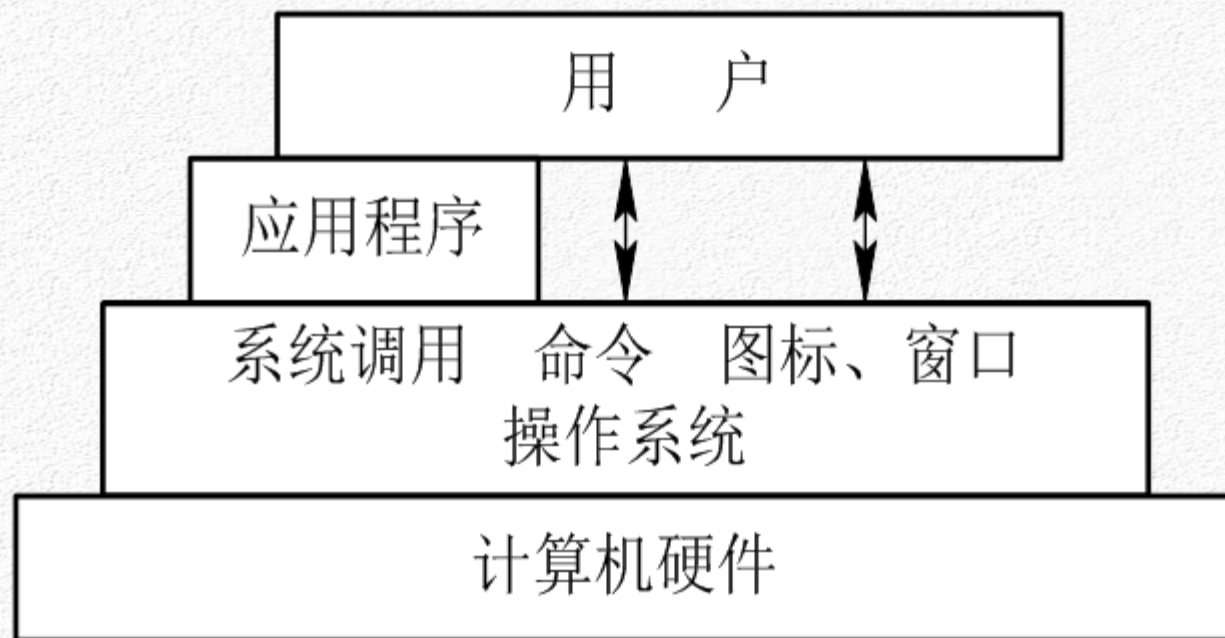 用 户
应用程序
系统调用 命令 图标、窗口
操作系统
计算机硬件